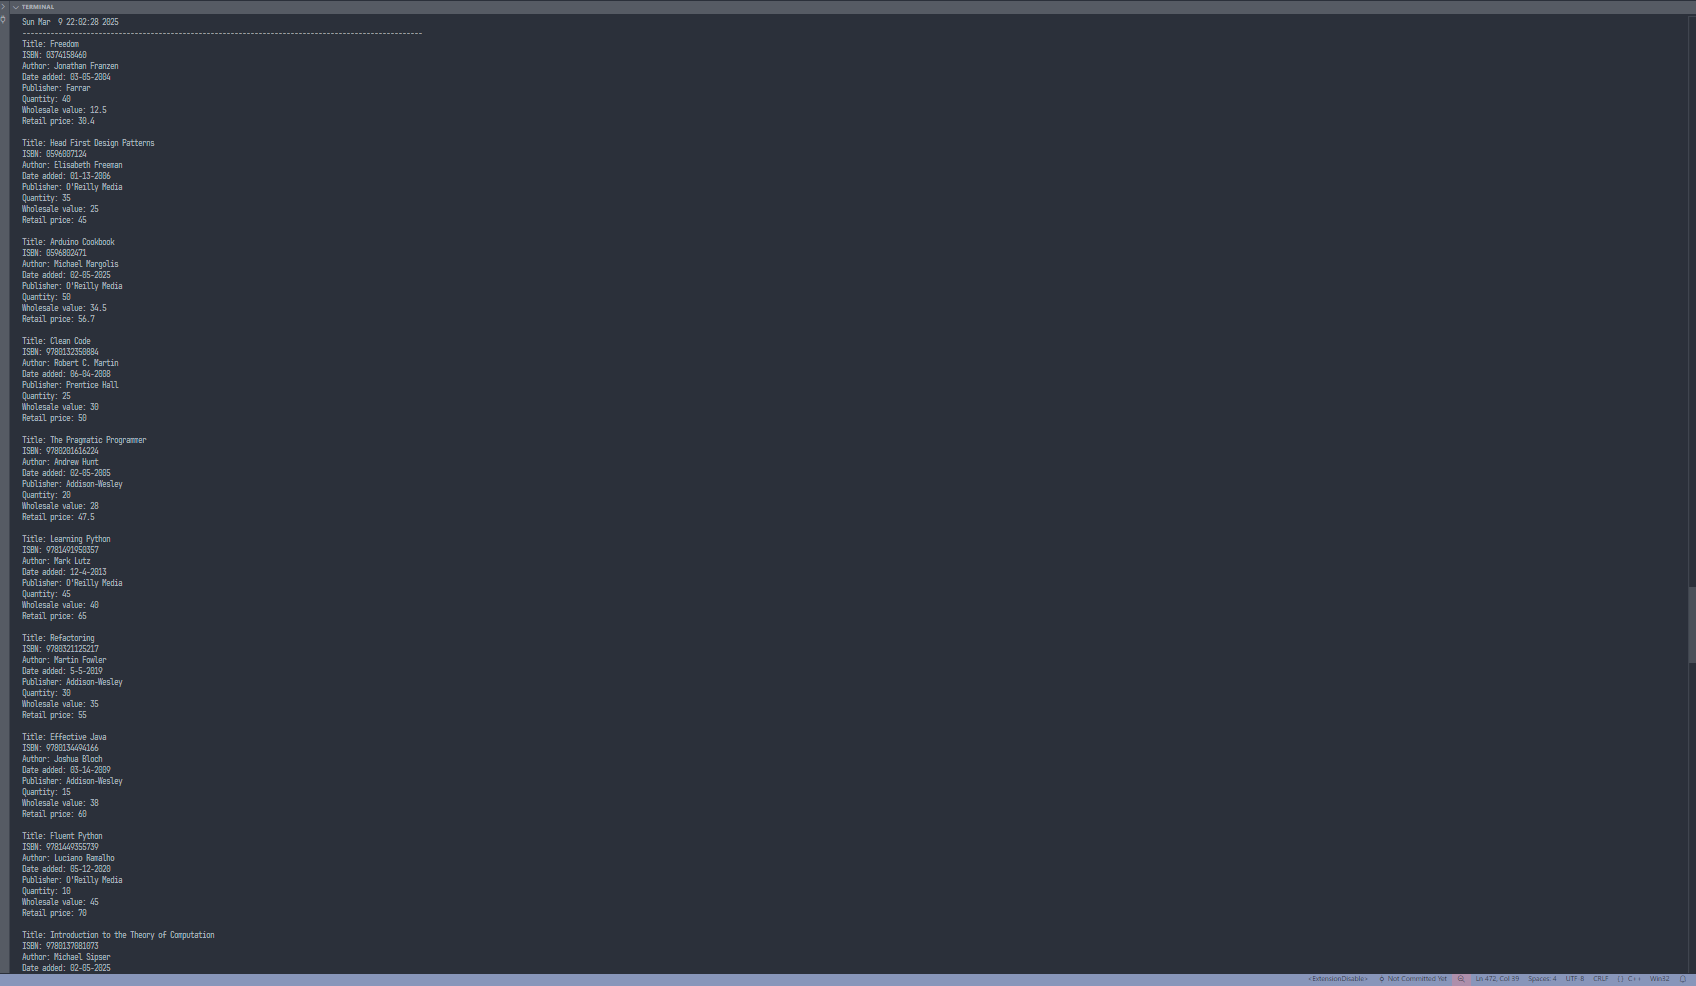 TERMINAL
Sun Mar  9 22:02:28 2025
----------------------------------------------------------------------------------------------------
Title: Freedom
ISBN: 0374158460
Author: Jonathan Franzen
Date added: 03-05-2004
Publisher: Farrar
Quantity: 40
Wholesale value: 12.5
Retail price: 30.4
Title: Head First Design Patterns
ISBN: 0596007124
Author: Elisabeth Freeman
Date added: 01-13-2006
Publisher: O'Reilly Media
Quantity: 35
Wholesale value: 25
Retail price: 45
Title: Arduino Cookbook
ISBN: 0596802471
Author: Michael Margolis
Date added: 02-05-2025
Publisher: O'Reilly Media
Quantity: 50
Wholesale value: 34.5
Retail price: 56.7
Title: Clean Code
ISBN: 9780132350884
Author: Robert C. Martin
Date added: 06-04-2008
Publisher: Prentice Hall
Quantity: 25
Wholesale value: 30
Retail price: 50
Title: The Pragmatic Programmer
ISBN: 9780201616224
Author: Andrew Hunt
Date added: 02-05-2005
Publisher: Addison-Wesley
Quantity: 20
Wholesale value: 28
Retail price: 47.5
Title: Learning Python
ISBN: 9781491950357
Author: Mark Lutz
Date added: 12-4-2013
Publisher: O'Reilly Media
Quantity: 45
Wholesale value: 40
Retail price: 65
Title: Refactoring
ISBN: 9780321125217
Author: Martin Fowler
Date added: 5-5-2019
Publisher: Addison-Wesley
Quantity: 30
Wholesale value: 35
Retail price: 55
Title: Effective Java
ISBN: 9780134494166
Author: Joshua Bloch
Date added: 03-14-2009
Publisher: Addison-Wesley
Quantity: 15
Wholesale value: 38
Retail price: 60
Title: Fluent Python
ISBN: 9781449355739
Author: Luciano Ramalho
Date added: 05-12-2020
Publisher: O'Reilly Media
Quantity: 10
Wholesale value: 45
Retail price: 70
Title: Introduction to the Theory of Computation
ISBN: 9780137081073
Author: Michael Sipser
Date added: 02-05-2025
<ExtensionDisable> Not Committed Yet Ln 472, Col 39 Spaces: 4 UTF-8 CRLF {} C++ Win32